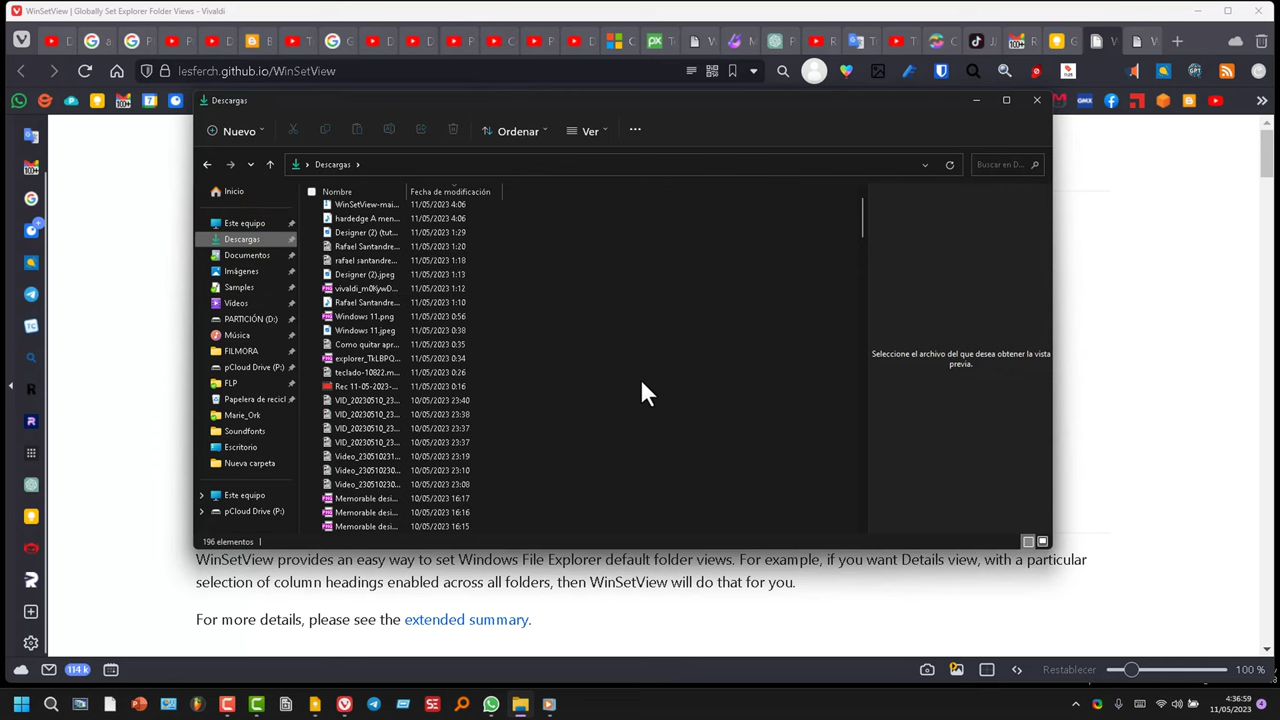 WinSetView | Globally Set Explorer Folder Views - Vivaldi
lesferch.github.io/WinSetView
Descargas
Nuevo
Ordenar
Ver
Descargas
Buscar en D...
Nombre
Fecha de modificación
Inicio
Este equipo
Descargas
Documentos
Imágenes
Samples
Vídeos
PARTICIÓN (D:)
Música
FILMORA
pCloud Drive (P:)
FLP
Papelera de recicl
Marie_Ork
Soundfonts
Escritorio
Nueva carpeta
Este equipo
pCloud Drive (P:)
WinSetView-mai... 11/05/2023 4:06
hardedge A men... 11/05/2023 4:06
Designer (2) (tut... 11/05/2023 1:29
Rafael Santandre... 11/05/2023 1:20
rafael santandre... 11/05/2023 1:18
Designer (2).jpeg 11/05/2023 1:13
vivaldi_m0KywD... 11/05/2023 1:12
Rafael Santandre... 11/05/2023 1:10
Windows 11.png 11/05/2023 0:56
Windows 11.jpeg 11/05/2023 0:38
Como quitar apr... 11/05/2023 0:35
explorer_TkLBPQ... 11/05/2023 0:34
teclado-10822.m... 11/05/2023 0:26
Rec 11-05-2023-... 11/05/2023 0:16
VID_20230510_23... 10/05/2023 23:40
VID_20230510_23... 10/05/2023 23:38
VID_20230510_23... 10/05/2023 23:37
VID_20230510_23... 10/05/2023 23:37
Video_230510231... 10/05/2023 23:19
Video_230510230... 10/05/2023 23:10
Video_230510230... 10/05/2023 23:08
Memorable desi... 10/05/2023 16:17
Memorable desi... 10/05/2023 16:16
Memorable desi... 10/05/2023 16:15
Seleccione el archivo del que desea obtener la vista
previa.
196 elementos
WinSetView provides an easy way to set Windows File Explorer default folder views. For example, if you want Details view, with a particular
selection of column headings enabled across all folders, then WinSetView will do that for you.
For more details, please see the extended summary.
114 k
Restablecer
100 %
4:36:59
11/05/2023